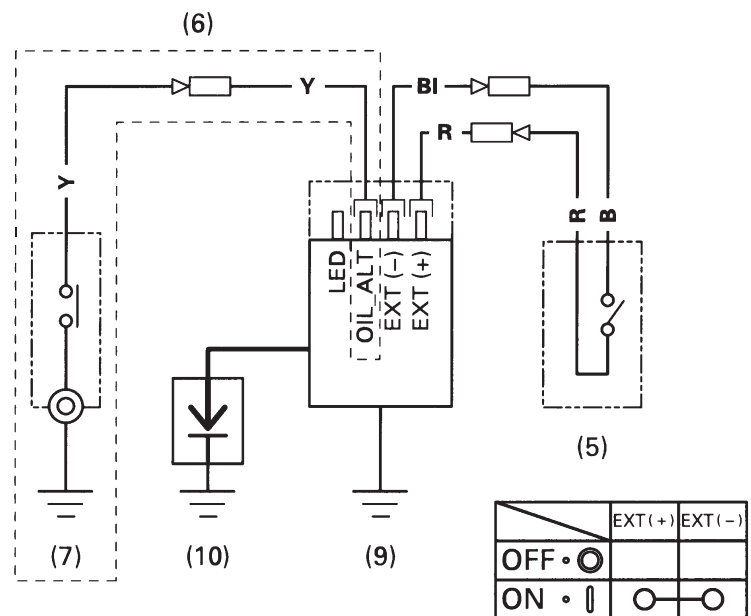 (6)
Y
Y
Bl
R
Y
R
B
LED
OIL_ALT
EXT (-)
EXT (+)
(5)
(7)
(10)
(9)
EXT(+) EXT(-)
OFF
ON